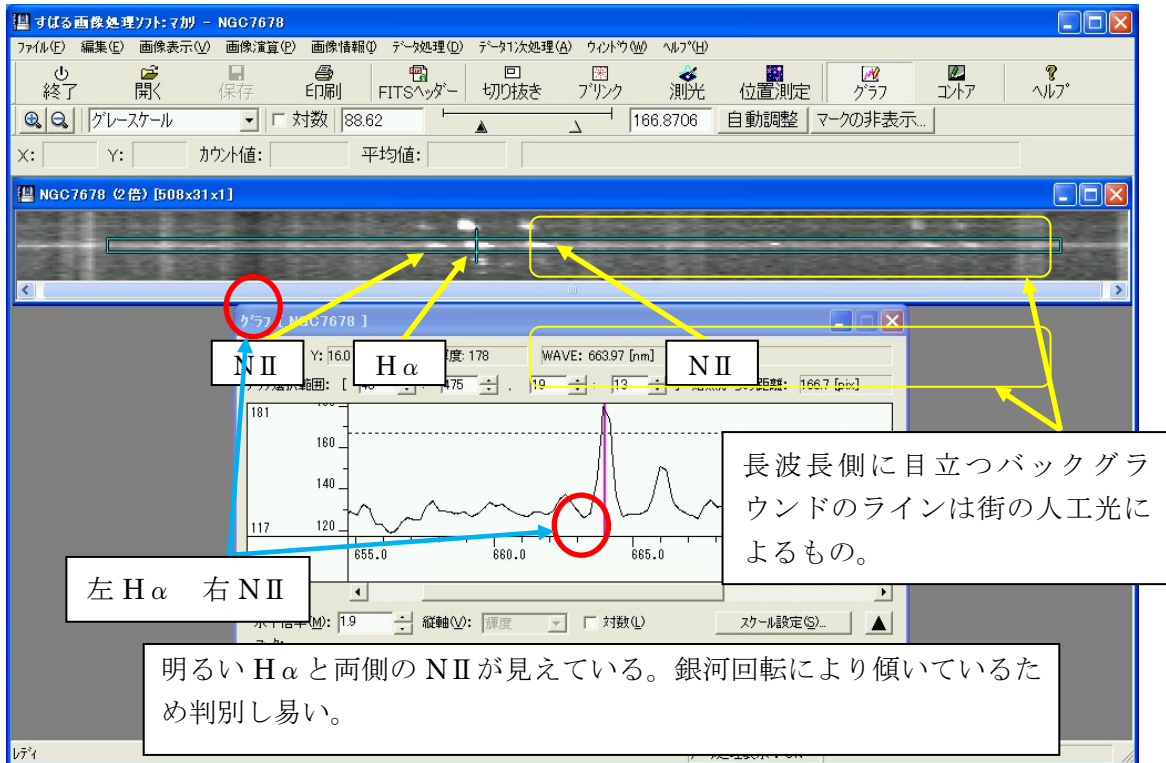 すばる画像処理ソフト:マカリ - NGC7678
ファイル(F) 編集(E) 画像表示(V) 画像演算(P) 画像情報(I) データ処理(D) データ1次処理(A) ウィンドウ(W) ヘルプ(H)
終了 開く 保存 印刷 FITSヘッダー 切り抜き ブリンク 測光 位置測定 グラフ コントア ヘルプ
グレースケール 対数 88.62 166.8706 自動調整 マークの非表示...
X: Y: カウント値: 平均値:
NGC7678 (2倍) [508x31x1]
グラフ [ NGC7678 ]
Y: 16.0 度: 178 WAVE: 663.97 [nm]
NⅡ Hα NⅡ
範囲: [ : 475 , 19 : 13 距離: 166.7 [pix]
181
160
140
120
117
655.0 660.0 665.0
長波長側に目立つバックグラ
ウンドのラインは街の人工光に
よるもの。
左 Hα 右 NⅡ
(M): 1.9 縦軸(V): 輝度 対数(L) スケール設定(S)...
明るい Hα と両側の NⅡが見えている。銀河回転により傾いているた
め判別し易い。
レディ